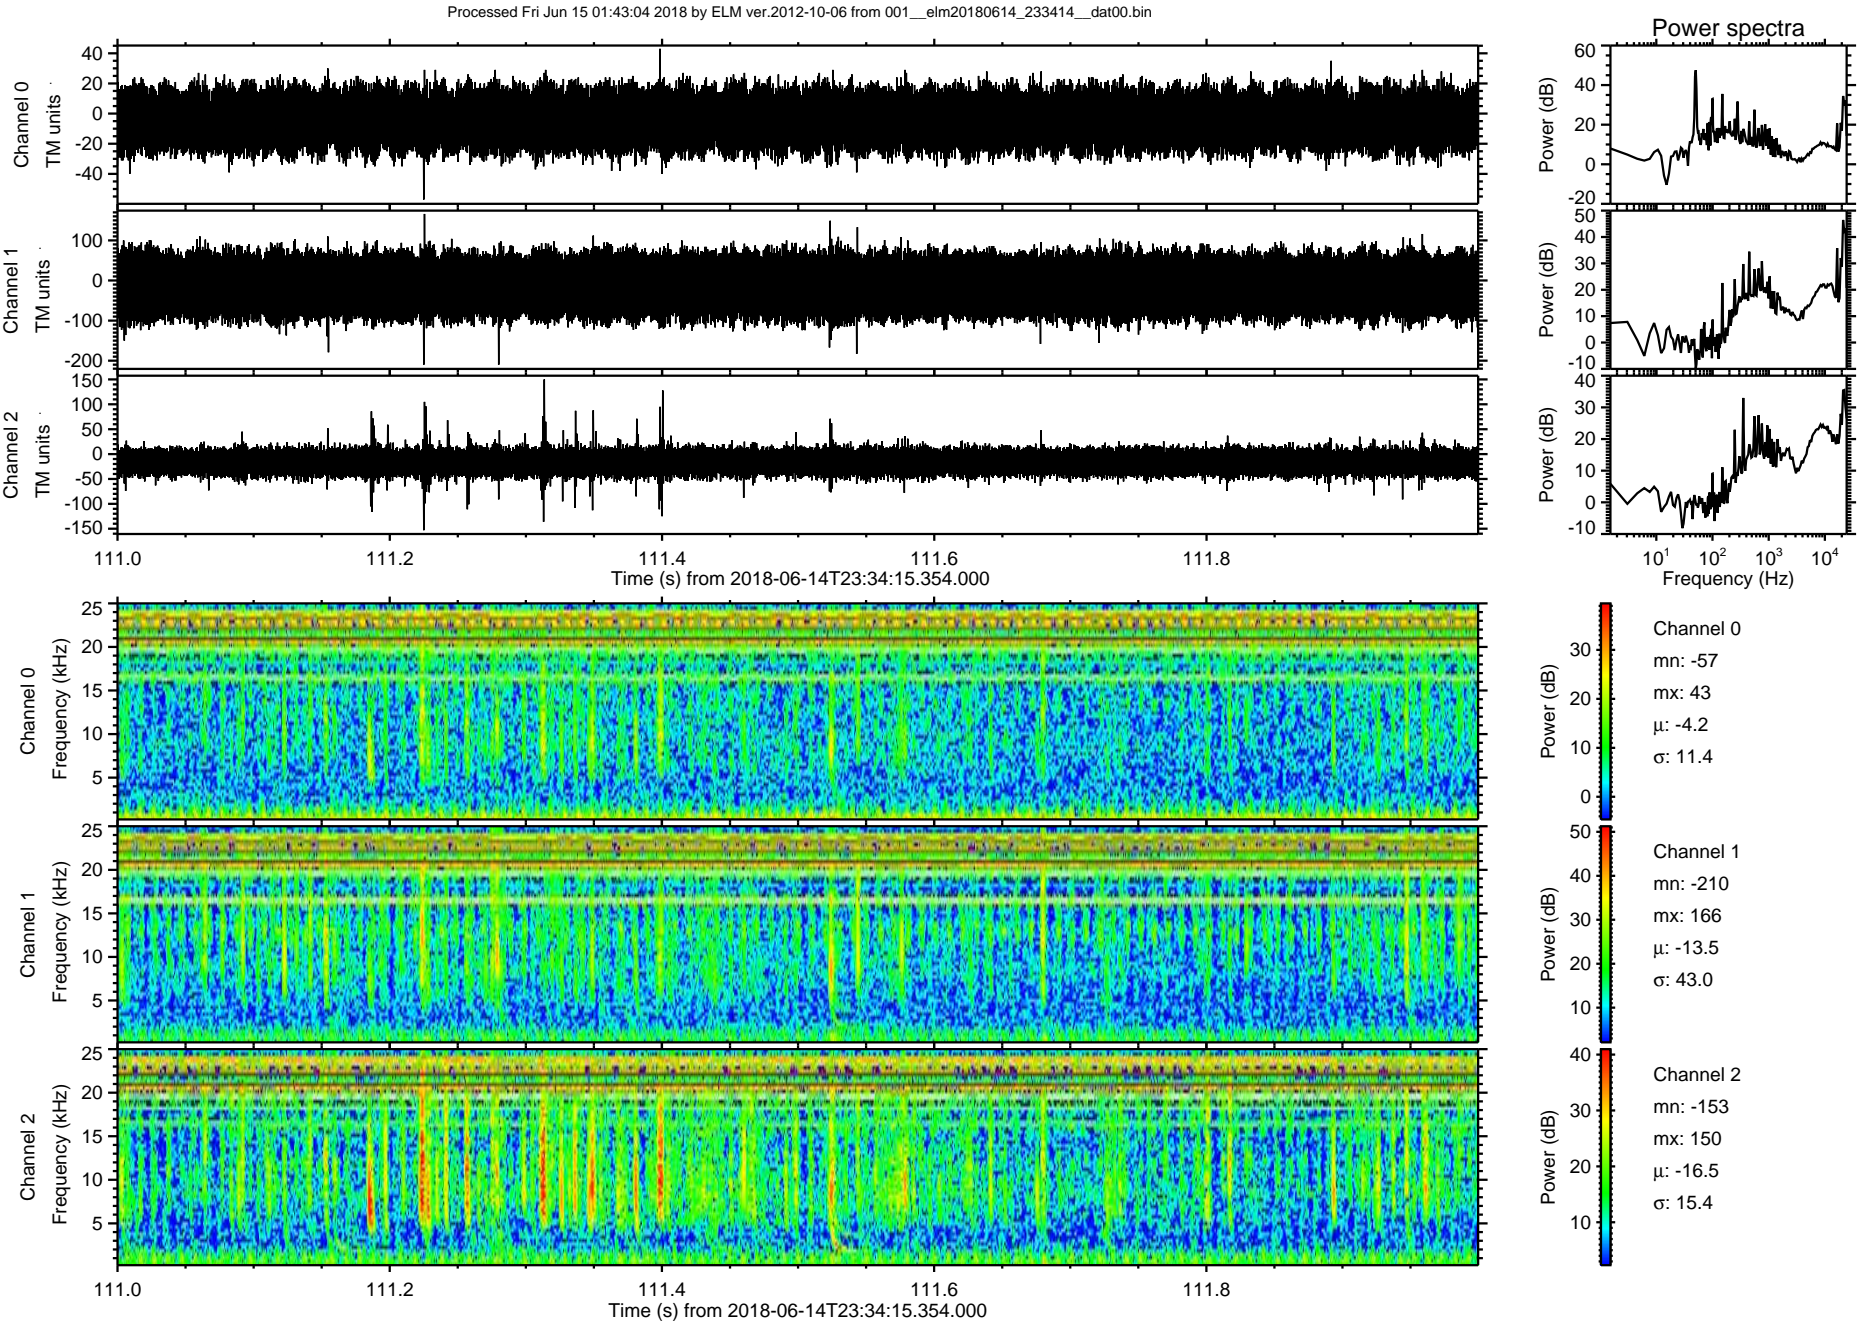 Processed Fri Jun 15 01:43:04 2018 by ELM ver.2012-10-06 from 001__elm20180614_233414__dat00.bin
Power spectra
Channel 0
TM units
40
20
0
-20
-40
Power (dB)
60
40
20
0
-20
Channel 1
TM units
100
0
-100
-200
Power (dB)
50
40
30
20
10
0
-10
Channel 2
TM units
150
100
50
0
-50
-100
-150
Power (dB)
40
30
20
10
0
-10
111.0 111.2 111.4 111.6 111.8
Time (s) from 2018-06-14T23:34:15.354.000
10¹ 10² 10³ 10⁴
Frequency (Hz)
Channel 0
Frequency (kHz)
25
20
15
10
5
Power (dB)
30
20
10
0
Channel 0
mn: -57
mx: 43
μ: -4.2
σ: 11.4
Channel 1
Frequency (kHz)
25
20
15
10
5
Power (dB)
50
40
30
20
10
Channel 1
mn: -210
mx: 166
μ: -13.5
σ: 43.0
Channel 2
Frequency (kHz)
25
20
15
10
5
Power (dB)
40
30
20
10
Channel 2
mn: -153
mx: 150
μ: -16.5
σ: 15.4
111.0 111.2 111.4 111.6 111.8
Time (s) from 2018-06-14T23:34:15.354.000